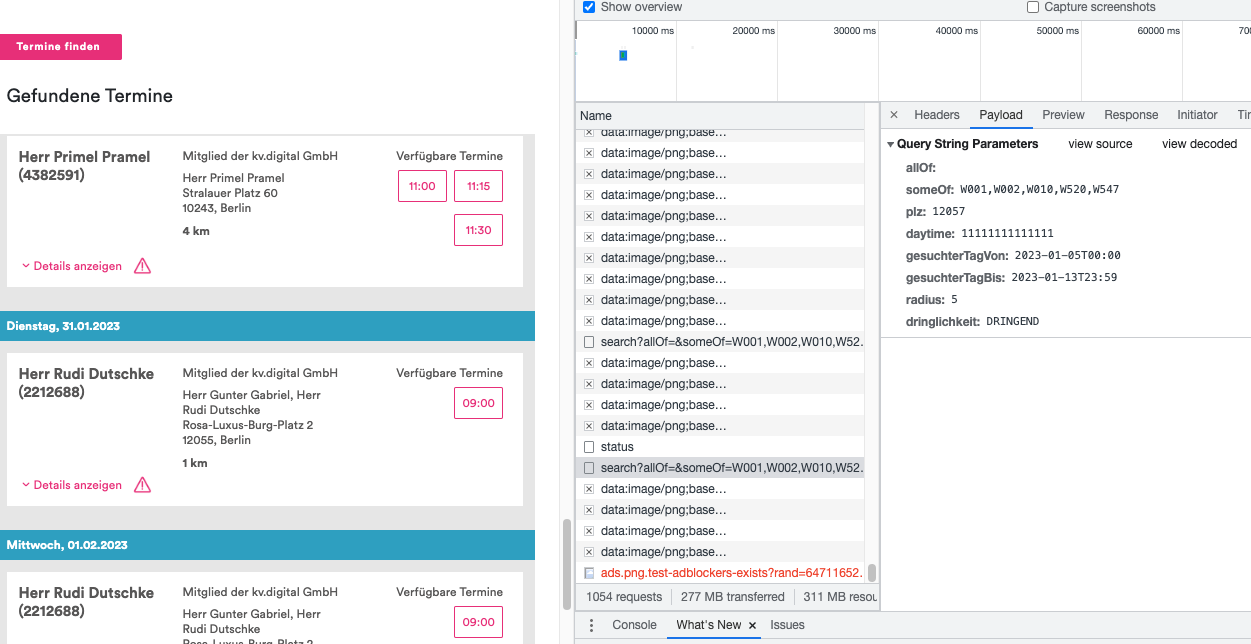 Termine finden
Gefundene Termine
Herr Primel Pramel
(4382591)
Mitglied der kv.digital GmbH
Herr Primel Pramel
Stralauer Platz 60
10243, Berlin
4 km
Verfügbare Termine
11:00
11:15
11:30
Details anzeigen
Dienstag, 31.01.2023
Herr Rudi Dutschke
(2212688)
Mitglied der kv.digital GmbH
Herr Gunter Gabriel, Herr
Rudi Dutschke
Rosa-Luxus-Burg-Platz 2
12055, Berlin
1 km
Verfügbare Termine
09:00
Details anzeigen
Mittwoch, 01.02.2023
Herr Rudi Dutschke
(2212688)
Mitglied der kv.digital GmbH
Herr Gunter Gabriel, Herr
Rudi Dutschke
Verfügbare Termine
09:00
Show overview
Capture screenshots
10000 ms
20000 ms
30000 ms
40000 ms
50000 ms
60000 ms
70
Name
data:image/png;base…
data:image/png;base…
data:image/png;base…
data:image/png;base…
data:image/png;base…
data:image/png;base…
data:image/png;base…
data:image/png;base…
data:image/png;base…
data:image/png;base…
search?allOf=&someOf=W001,W002,W010,W52.
data:image/png;base…
data:image/png;base…
data:image/png;base…
data:image/png;base…
status
search?allOf=&someOf=W001,W002,W010,W52.
data:image/png;base…
data:image/png;base…
data:image/png;base…
data:image/png;base…
ads.png.test-adblockers-exists?rand=64711652.
1054 requests
277 MB transferred
311 MB resou
Headers
Payload
Preview
Response
Initiator
Tir
Query String Parameters
view source
view decoded
allOf:
someOf: W001,W002,W010,W520,W547
plz: 12057
daytime: 11111111111111
gesuchterTagVon: 2023-01-05T00:00
gesuchterTagBis: 2023-01-13T23:59
radius: 5
dringlichkeit: DRINGEND
Console
What's New
Issues